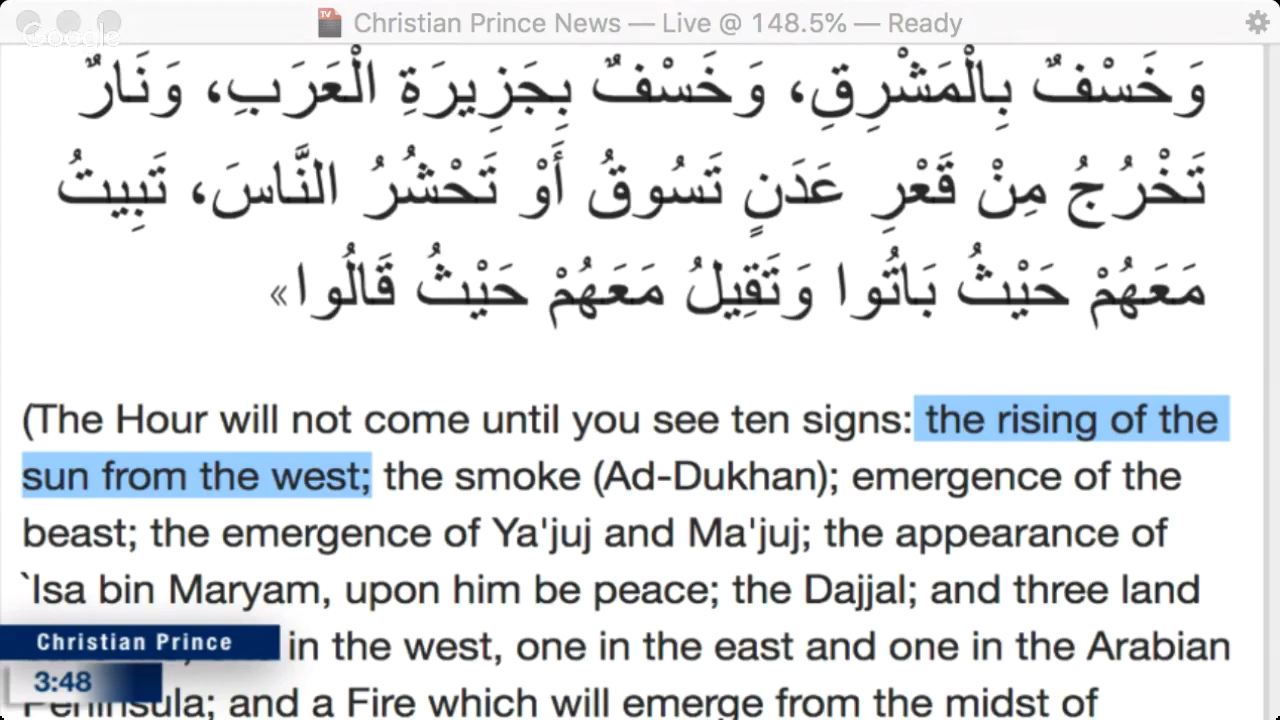 Google
Christian Prince News — Live @ 148.5% — Ready
وَخَسْفٌ بِالْمَشْرِقِ، وَخَسْفٌ بِجَزِيرَةِ الْعَرَبِ، وَنَارٌ
تَخْرُجُ مِنْ قَعْرِ عَدَنٍ تَسُوقُ أَوْ تَحْشُرُ النَّاسَ، تَبِيتُ
مَعَهُمْ حَيْثُ بَاتُوا وَتَقِيلُ مَعَهُمْ حَيْثُ قَالُوا»
(The Hour will not come until you see ten signs: the rising of the
sun from the west; the smoke (Ad-Dukhan); emergence of the
beast; the emergence of Ya'juj and Ma'juj; the appearance of
`Isa bin Maryam, upon him be peace; the Dajjal; and three land
Christian Prince
in the west, one in the east and one in the Arabian
3:48
Peninsula; and a Fire which will emerge from the midst of